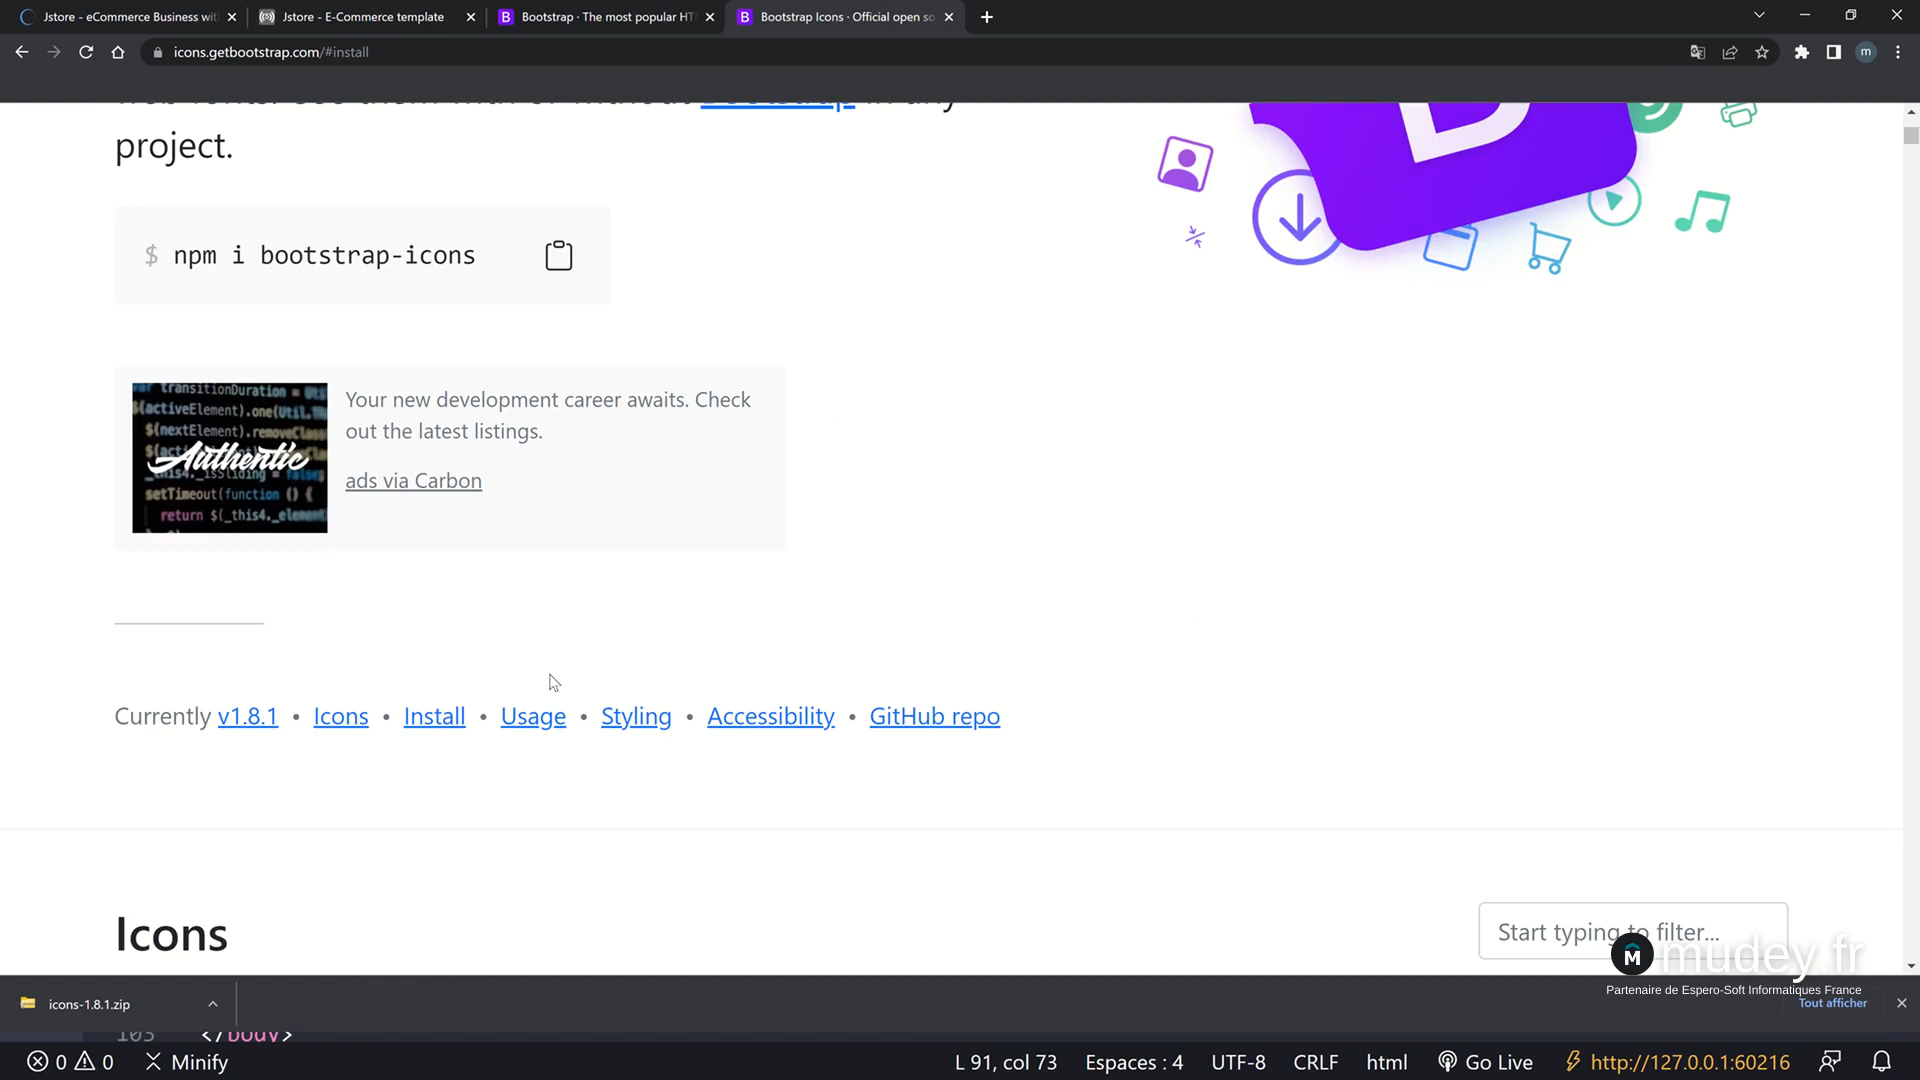 Jstore - eCommerce Business wit
Jstore - E-Commerce template
Bootstrap · The most popular HT
Bootstrap Icons · Official open so
icons.getbootstrap.com/#install
m
project.
$ npm i bootstrap-icons
Authentic
Your new development career awaits. Check
out the latest listings.
ads via Carbon
Currently v1.8.1 • Icons • Install • Usage • Styling • Accessibility • GitHub repo
Icons
Start typing to filter...
mudey.fr
Partenaire de Espero-Soft Informatiques France
icons-1.8.1.zip
Tout afficher
103 </body>
0 0 Minify
L 91, col 73 Espaces : 4 UTF-8 CRLF html Go Live http://127.0.0.1:60216